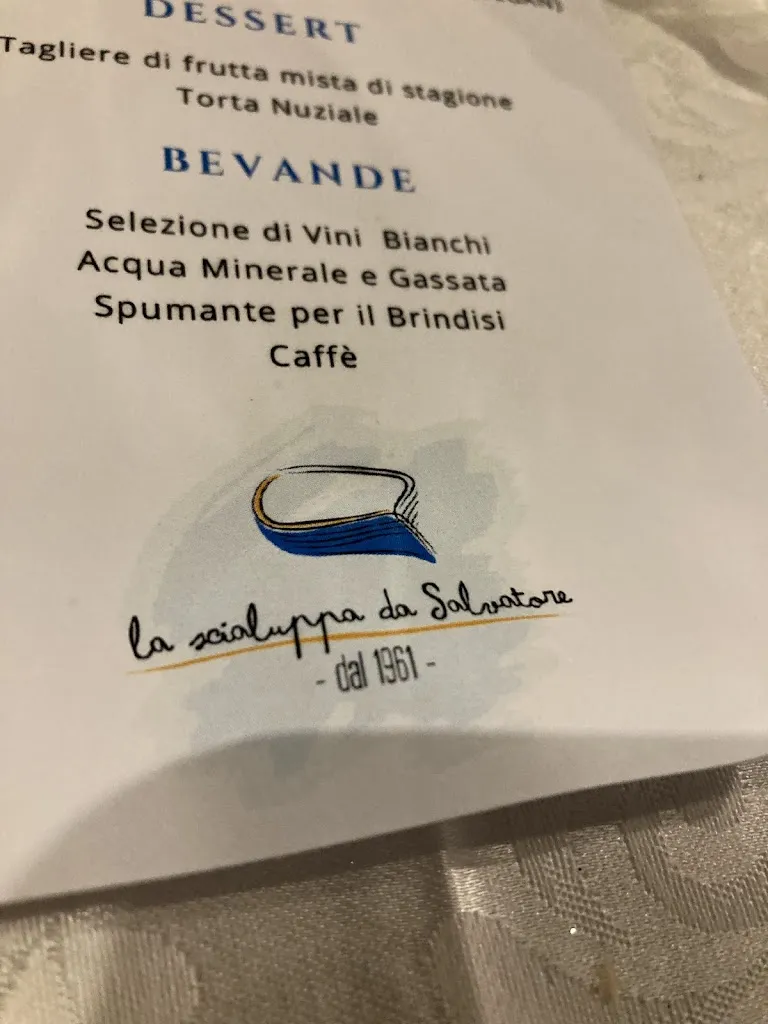 DESSERT
Tagliere di frutta mista di stagione
Torta Nuziale
BEVANDE
Selezione di Vini Bianchi
Acqua Minerale e Gassata
Spumante per il Brindisi
Caffè
la scialuppa da Salvatore
- dal 1961 -